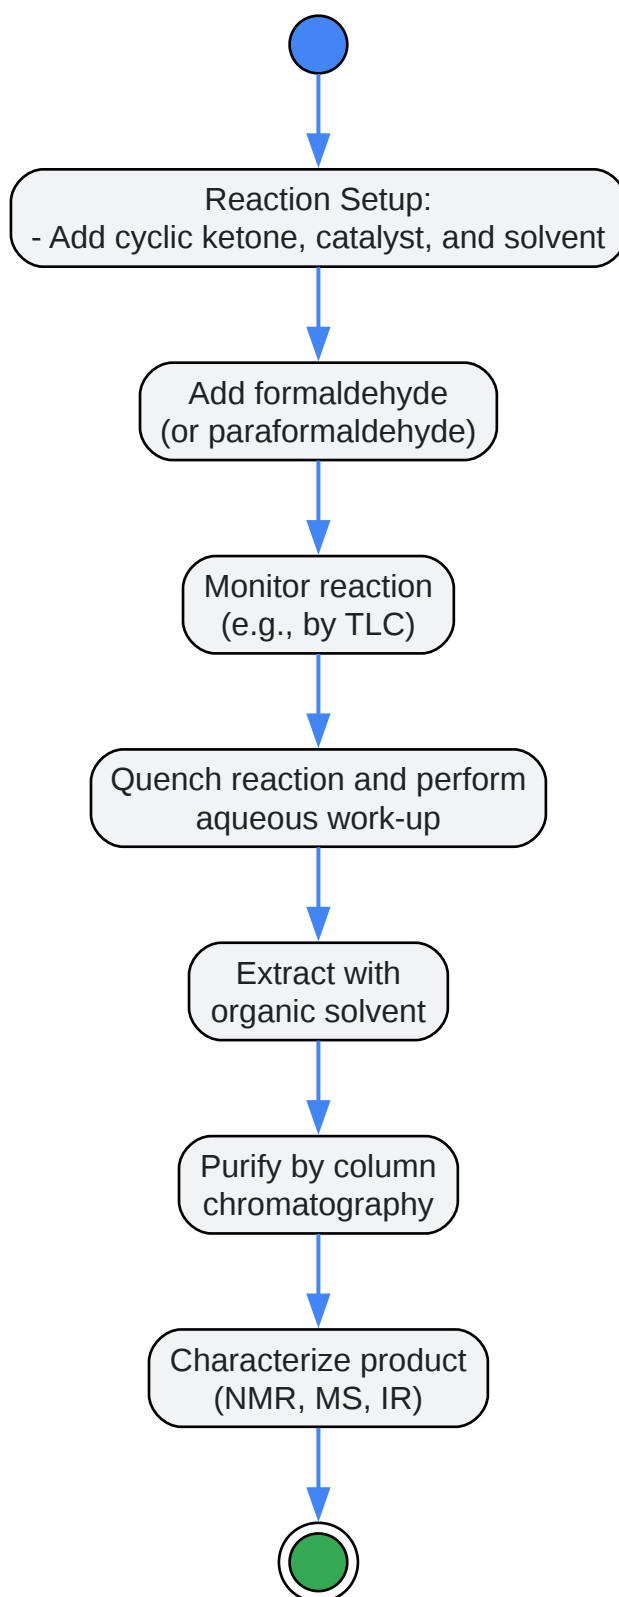 Reaction Setup:
- Add cyclic ketone, catalyst, and solvent
Add formaldehyde
(or paraformaldehyde)
Monitor reaction
(e.g., by TLC)
Quench reaction and perform
aqueous work-up
Extract with
organic solvent
Purify by column
chromatography
Characterize product
(NMR, MS, IR)